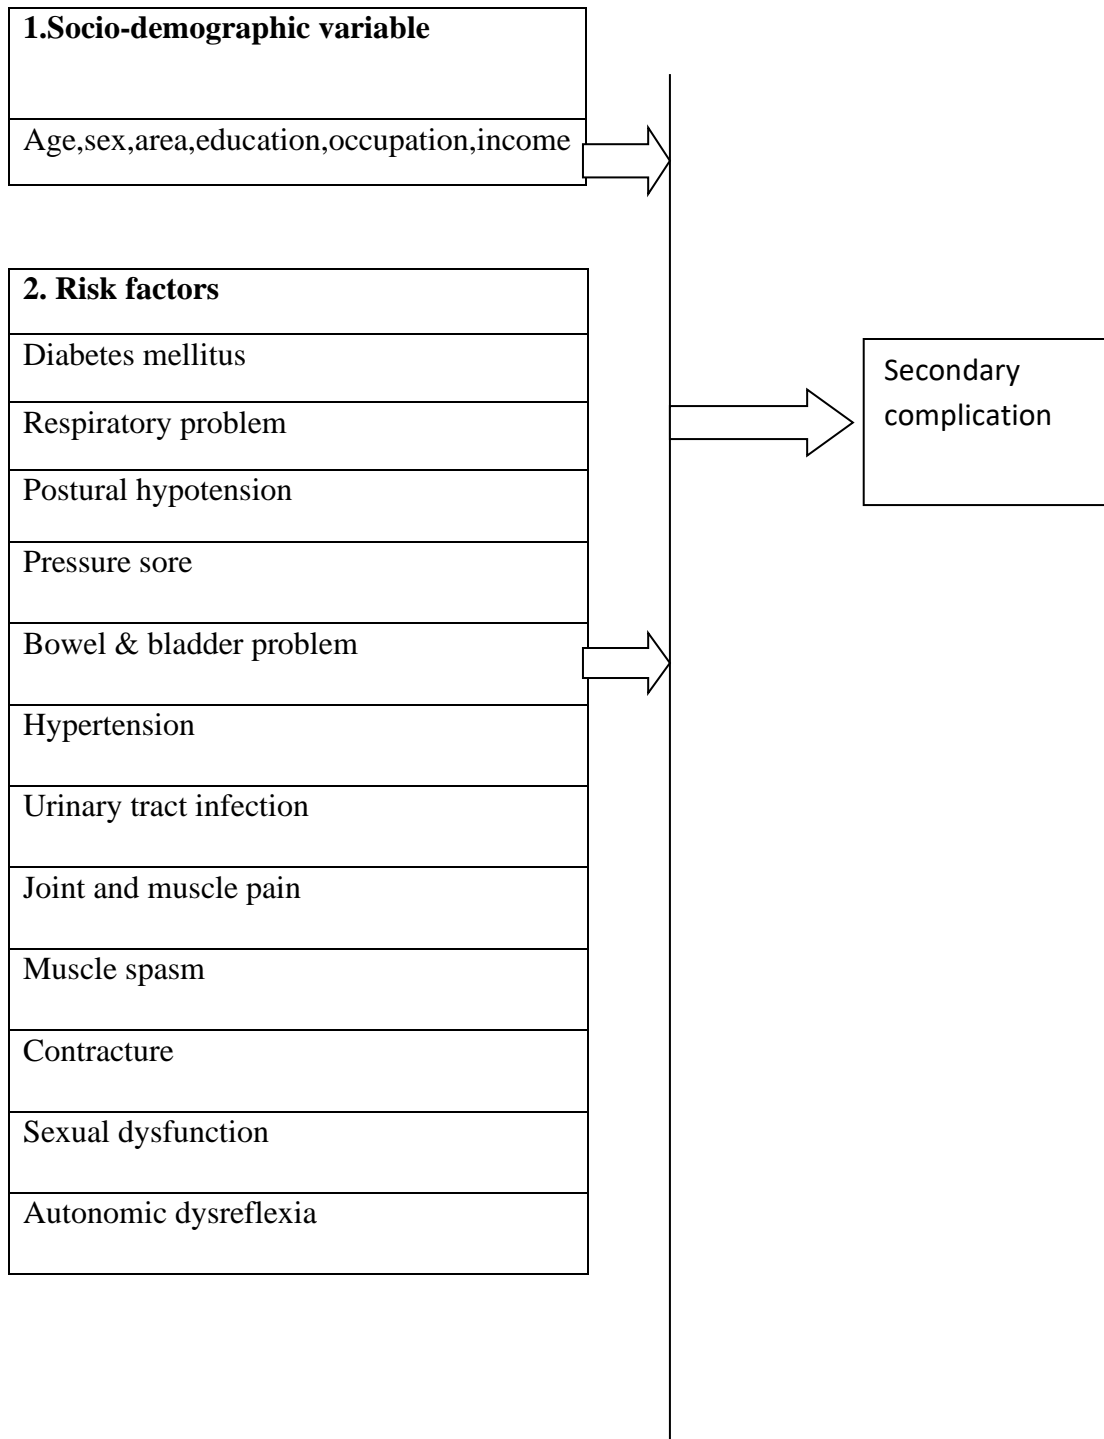 1.Socio-demographic variable
Age,sex,area,education,occupation,income
2. Risk factors
Diabetes mellitus
Respiratory problem
Postural hypotension
Pressure sore
Bowel & bladder problem
Hypertension
Urinary tract infection
Joint and muscle pain
Muscle spasm
Contracture
Sexual dysfunction
Autonomic dysreflexia
Secondary
complication